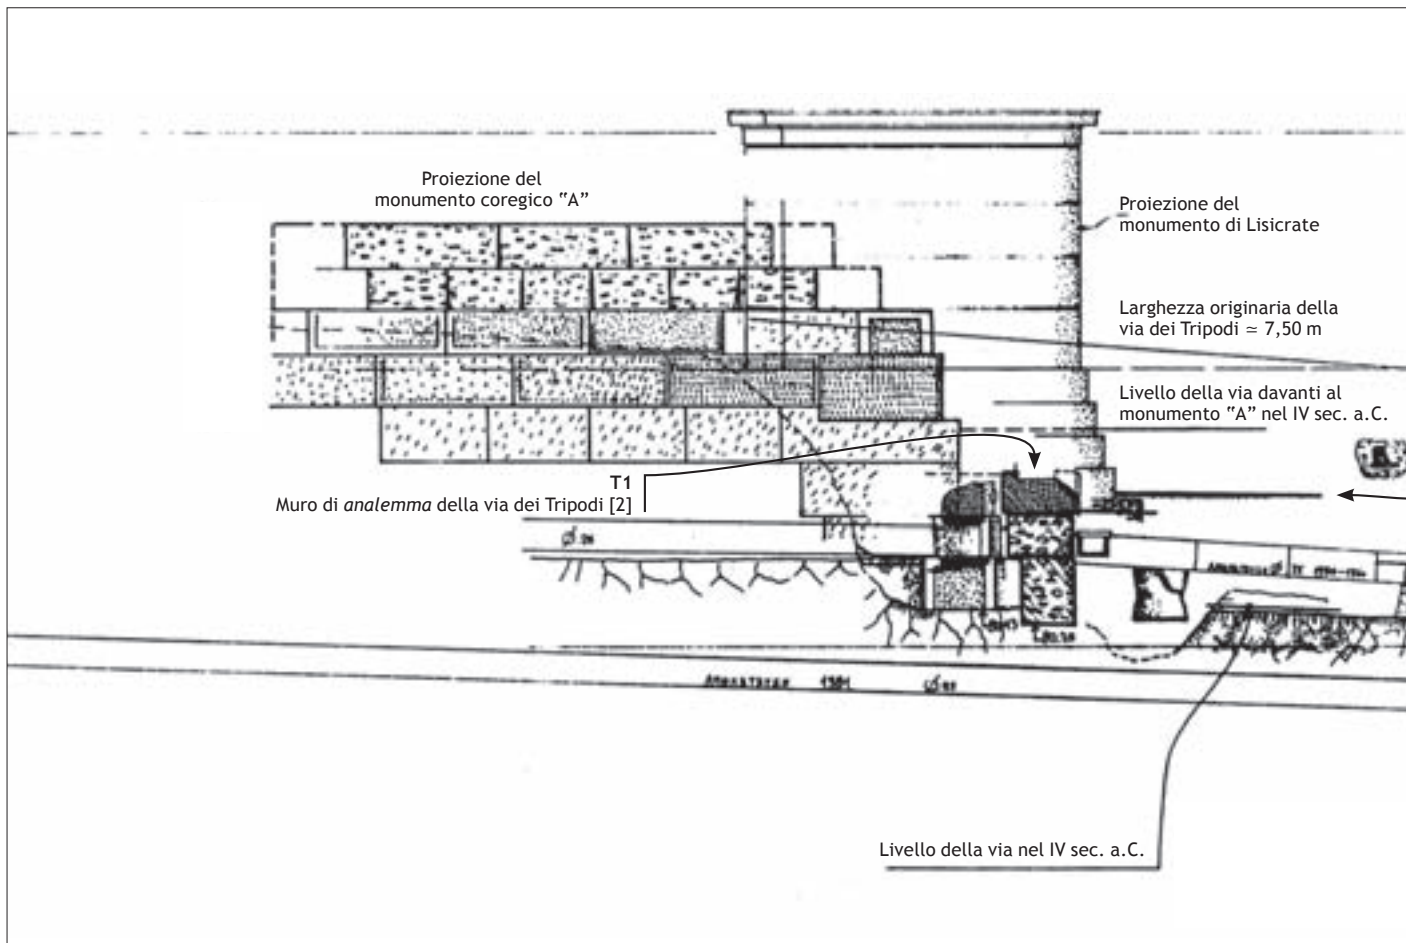 Proiezione del
monumento coregico “A”
Proiezione del
monumento di Lisicrate
Larghezza originaria della
via dei Tripodi ≃ 7,50 m
Livello della via davanti al
monumento “A” nel IV sec. a.C.
T1
Muro di analemma della via dei Tripodi [2]
Livello della via nel IV sec. a.C.